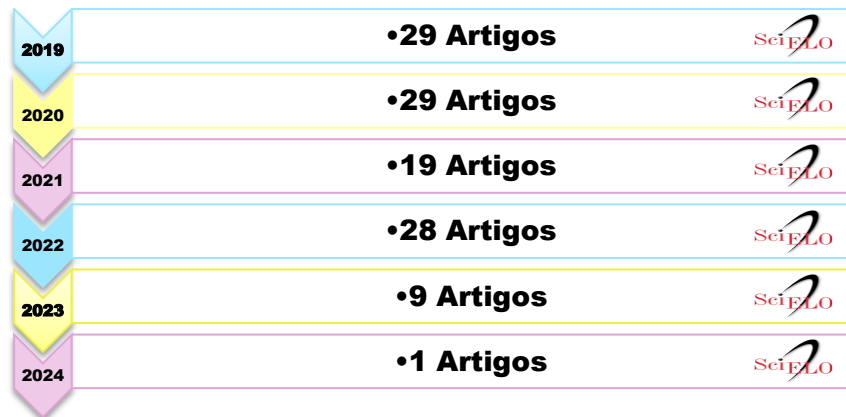 2019
•29 Artigos
SciELO
2020
•29 Artigos
SciELO
2021
•19 Artigos
SciELO
2022
•28 Artigos
SciELO
2023
•9 Artigos
SciELO
2024
•1 Artigos
SciELO